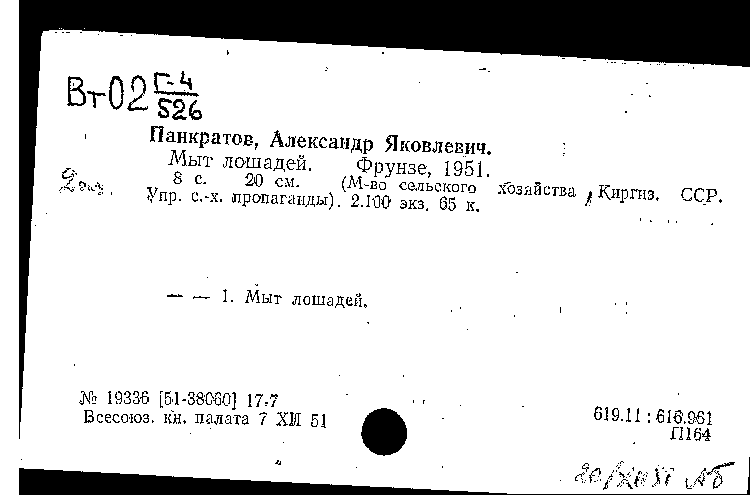 Вт02 Г-4/526
Панкратов, Александр Яковлевич.
Мыт лошадей. Фрунзе, 1951.
8 с. 20 см. (М-во сельского хозяйства Киргиз. ССР.
Упр. с.-х. пропаганды). 2.100 экз. 65 к.
2 экз.
— — 1. Мыт лошадей.
№ 19336 [51-38060] 17.7
Всесоюз. кн. палата 7 XII 51
619.11 : 616.961
П164